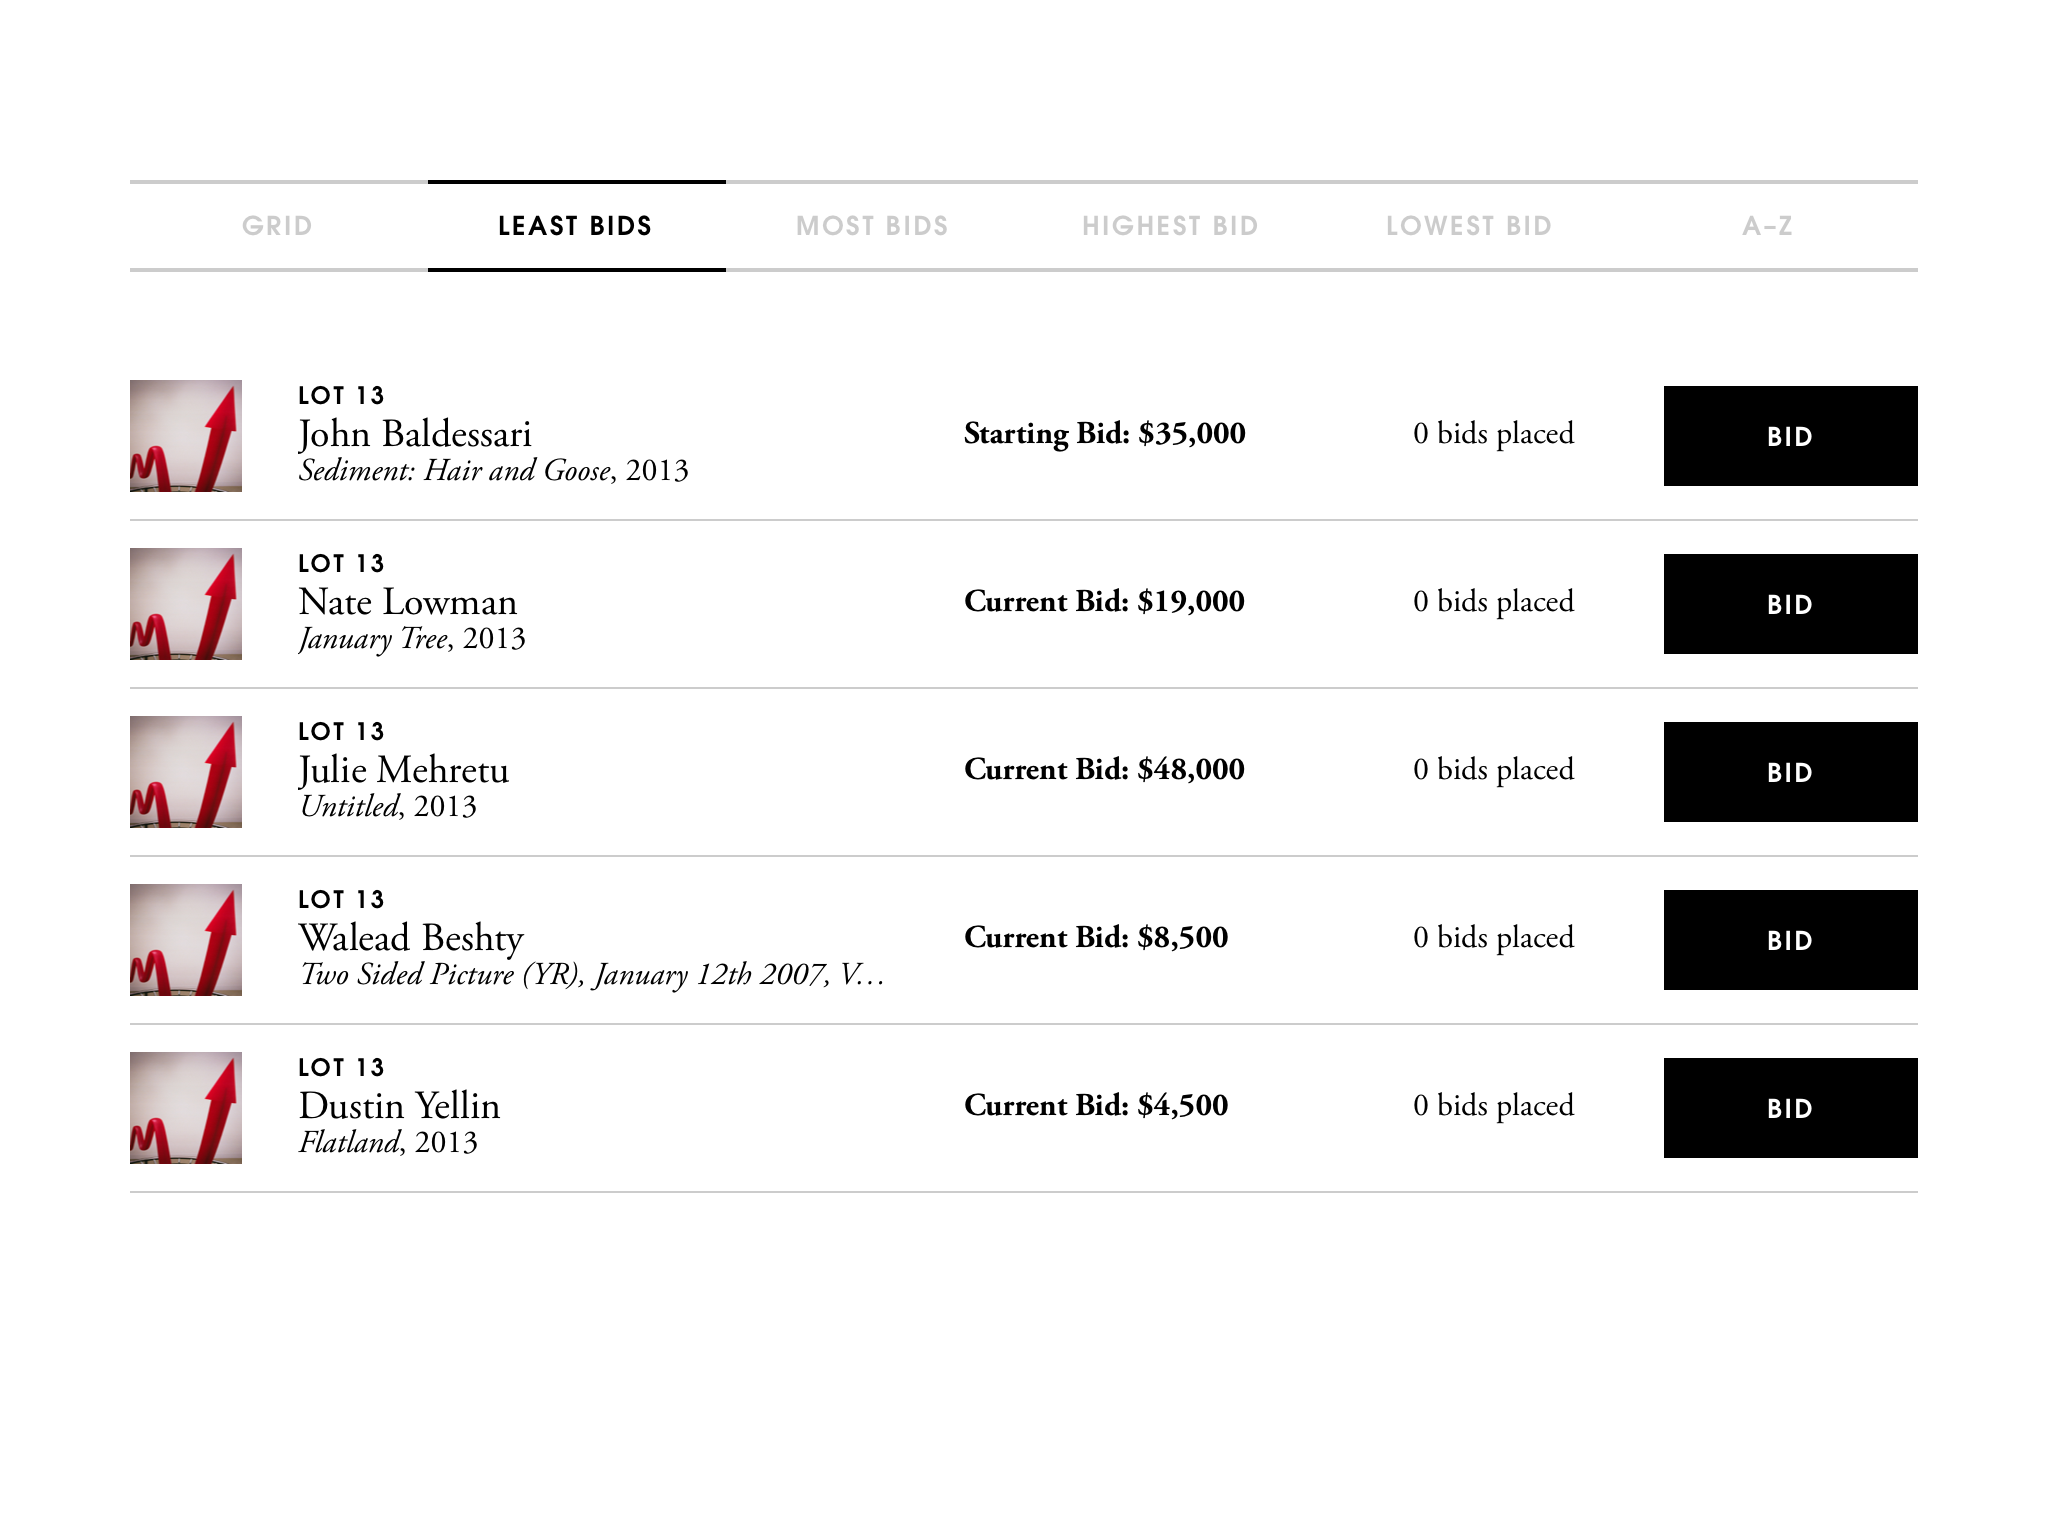 GRID LEAST BIDS MOST BIDS HIGHEST BID LOWEST BID A–Z
LOT 13
John Baldessari
Sediment: Hair and Goose, 2013
Starting Bid: $35,000
0 bids placed
BID
LOT 13
Nate Lowman
January Tree, 2013
Current Bid: $19,000
0 bids placed
BID
LOT 13
Julie Mehretu
Untitled, 2013
Current Bid: $48,000
0 bids placed
BID
LOT 13
Walead Beshty
Two Sided Picture (YR), January 12th 2007, V…
Current Bid: $8,500
0 bids placed
BID
LOT 13
Dustin Yellin
Flatland, 2013
Current Bid: $4,500
0 bids placed
BID